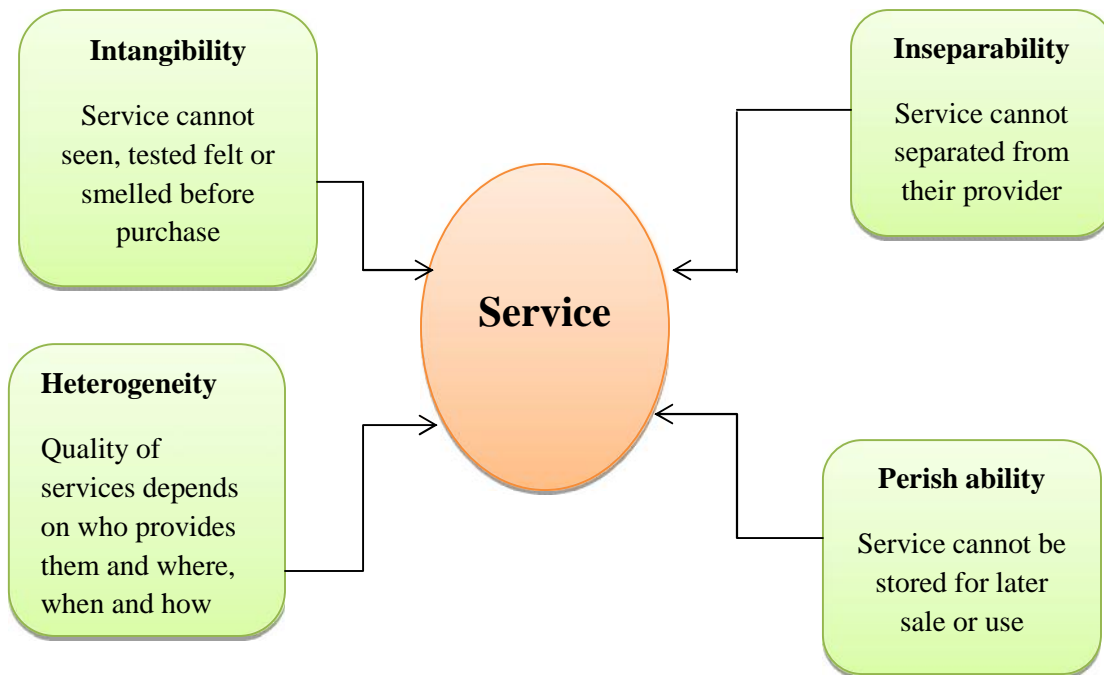 Intangibility
Service cannot
seen, tested felt or
smelled before
purchase
Inseparability
Service cannot
separated from
their provider
Service
Heterogeneity
Quality of
services depends
on who provides
them and where,
when and how
Perish ability
Service cannot be
stored for later
sale or use